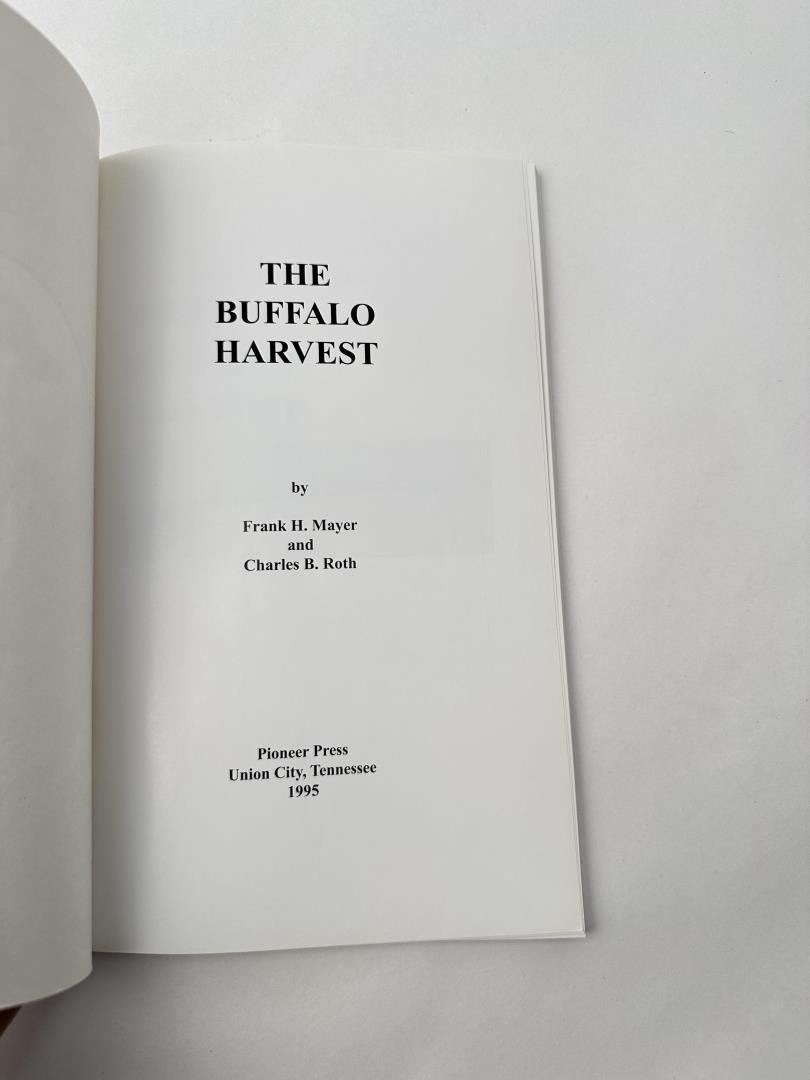 THE
BUFFALO
HARVEST
by
Frank H. Mayer
and
Charles B. Roth
Pioneer Press
Union City, Tennessee
1995